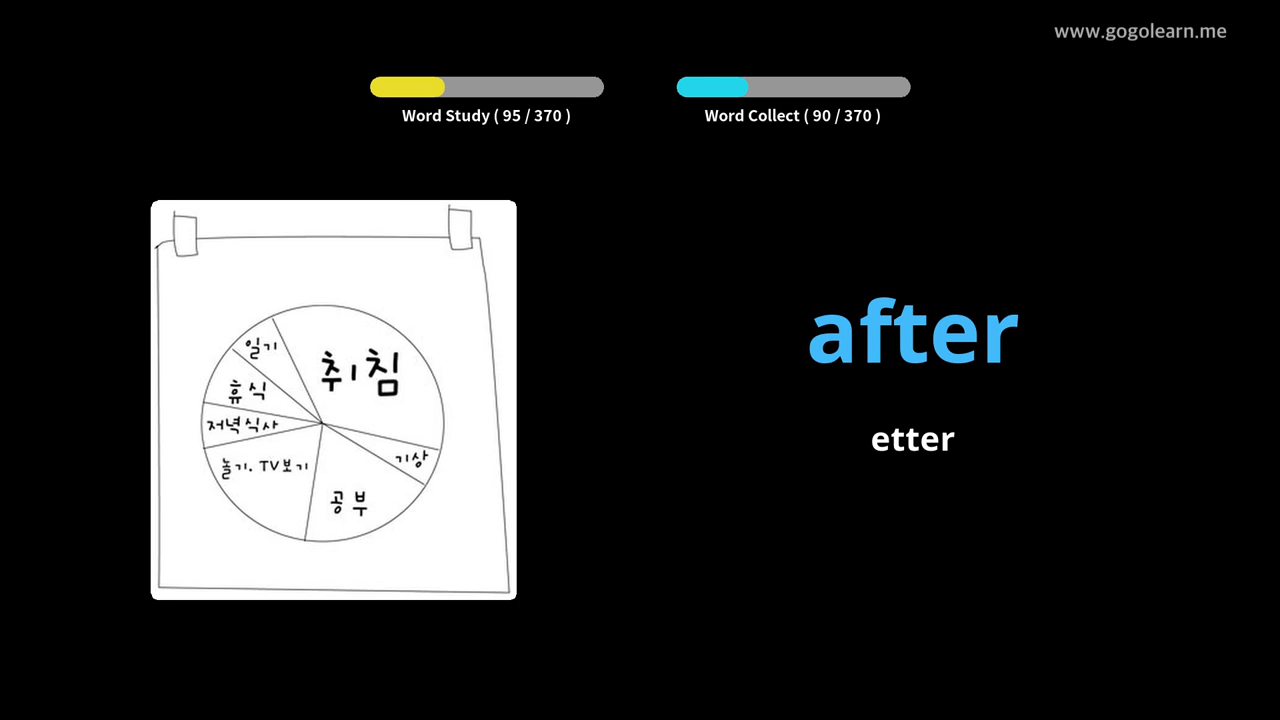 www.gogolearn.me
Word Study ( 95 / 370 )
Word Collect ( 90 / 370 )
일기
취침
휴식
저녁식사
놀기. TV보기
기상
공부
after
etter